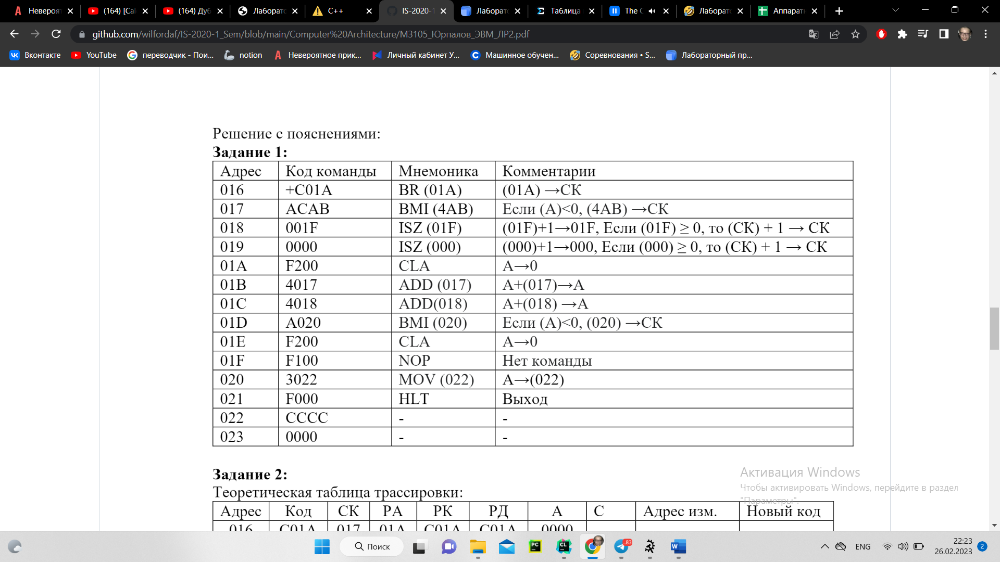 Невероят
(164) [Cal
(164) Дуб
Лаборато
C++
IS-2020-1
Лаборато
Таблица
The
Лаборато
Аппаратн
github.com/wilfordaf/IS-2020-1_Sem/blob/main/Computer%20Architecture/M3105_Юрпалов_ЭВМ_ЛР2.pdf
Вконтакте
YouTube
переводчик - Пои...
notion
Невероятное прик...
Личный кабинет У...
Машинное обучен...
Соревнования • S...
Лабораторный пр...
Решение с пояснениями:
Задание 1:
Адрес Код команды Мнемоника Комментарии
016 +C01A BR (01A) (01A) →СК
017 ACAB BMI (4AB) Если (A)<0, (4AB) →СК
018 001F ISZ (01F) (01F)+1→01F, Если (01F) ≥ 0, то (СК) + 1 → СК
019 0000 ISZ (000) (000)+1→000, Если (000) ≥ 0, то (СК) + 1 → СК
01A F200 CLA A→0
01B 4017 ADD (017) A+(017)→A
01C 4018 ADD(018) A+(018) →A
01D A020 BMI (020) Если (A)<0, (020) →СК
01E F200 CLA A→0
01F F100 NOP Нет команды
020 3022 MOV (022) A→(022)
021 F000 HLT Выход
022 CCCC - -
023 0000 - -
Задание 2:
Теоретическая таблица трассировки:
Адрес Код СК РА РК РД А С Адрес изм. Новый код
016 C01A 017 01A C01A C01A 0000
Активация Windows
Чтобы активировать Windows, перейдите в раздел
"Параметры".
Поиск
PC
CL
83
W
ENG
22:23
26.02.2023
2